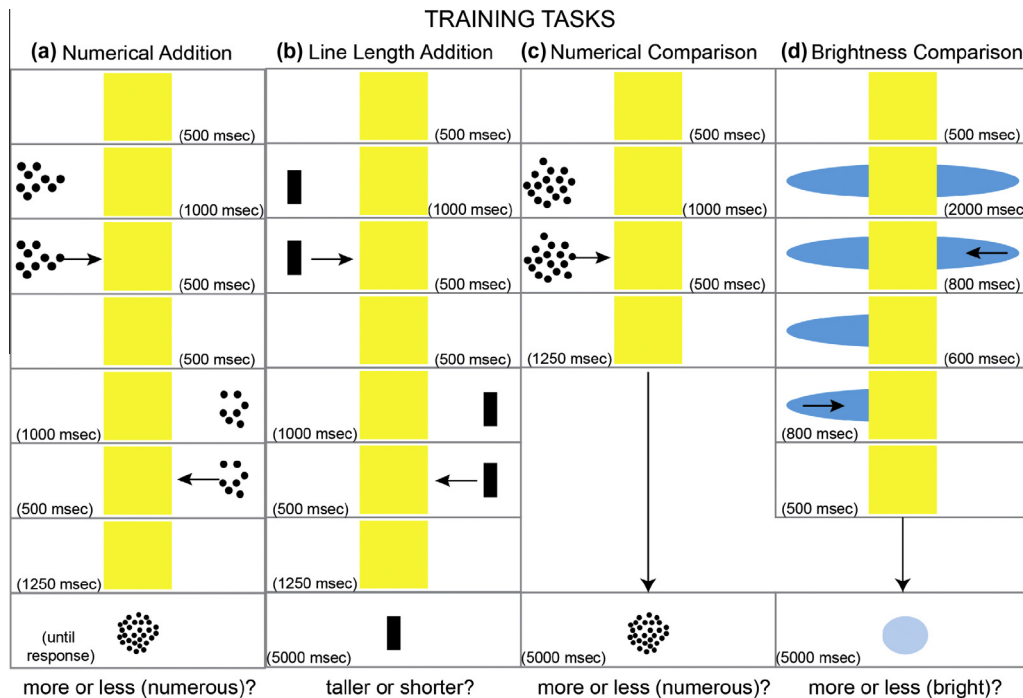 TRAINING TASKS
(a) Numerical Addition
(500 msec)
(1000 msec)
(500 msec)
(500 msec)
(1000 msec)
(500 msec)
(1250 msec)
(until
response)
more or less (numerous)?
(b) Line Length Addition
(500 msec)
(1000 msec)
(500 msec)
(500 msec)
(1000 msec)
(500 msec)
(1250 msec)
(5000 msec)
taller or shorter?
(c) Numerical Comparison
(500 msec)
(1000 msec)
(500 msec)
(1250 msec)
(5000 msec)
more or less (numerous)?
(d) Brightness Comparison
(500 msec)
(2000 msec)
(800 msec)
(600 msec)
(800 msec)
(500 msec)
(5000 msec)
more or less (bright)?